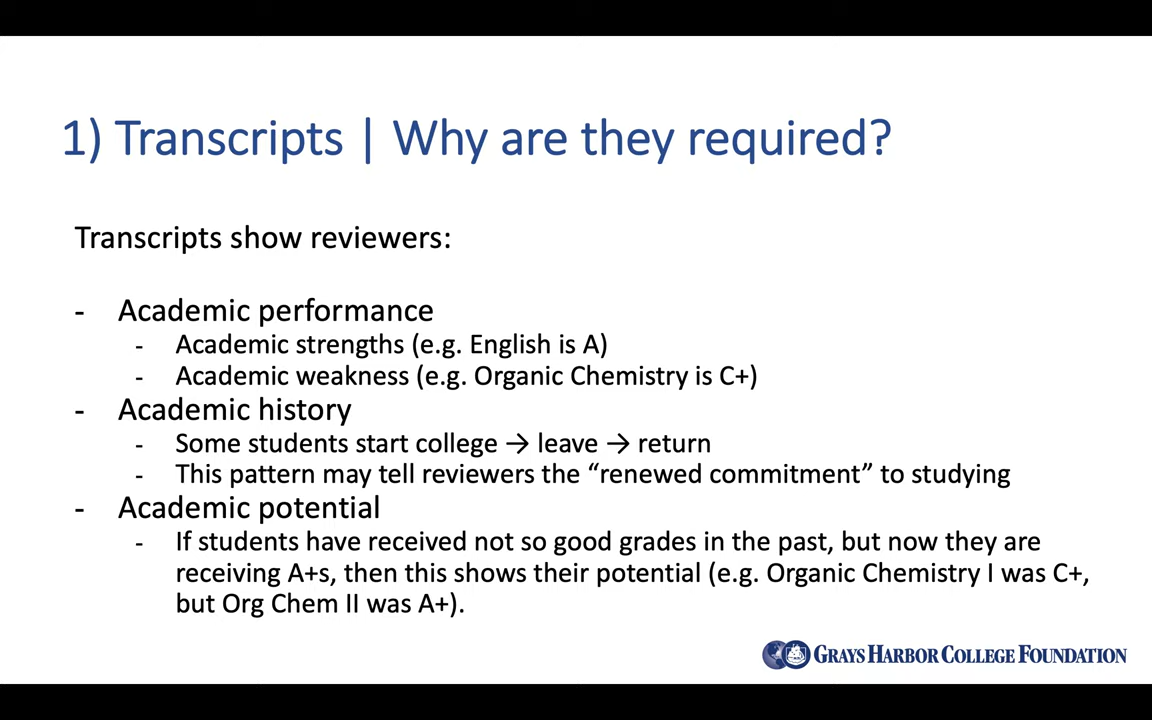 1) Transcripts | Why are they required?
Transcripts show reviewers:
- Academic performance
- Academic strengths (e.g. English is A)
- Academic weakness (e.g. Organic Chemistry is C+)
- Academic history
- Some students start college → leave → return
- This pattern may tell reviewers the “renewed commitment” to studying
- Academic potential
- If students have received not so good grades in the past, but now they are
receiving A+s, then this shows their potential (e.g. Organic Chemistry I was C+,
but Org Chem II was A+).
GRAYS HARBOR COLLEGE FOUNDATION